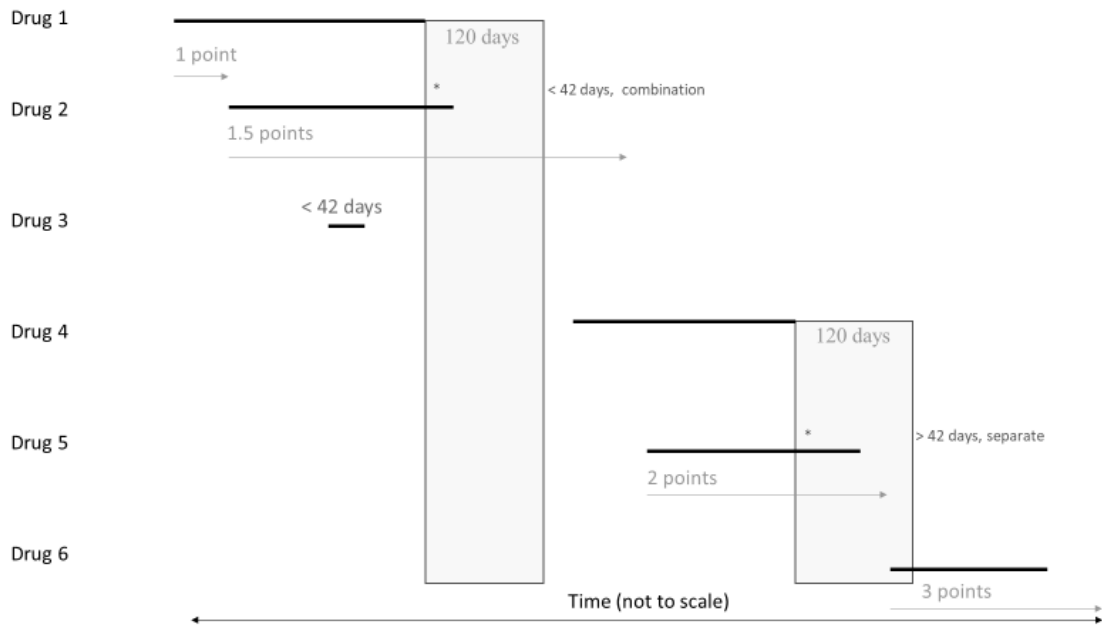 Drug 1
120 days
1 point
*
< 42 days, combination
Drug 2
1.5 points
< 42 days
Drug 3
Drug 4
120 days
*
> 42 days, separate
Drug 5
2 points
Drug 6
3 points
Time (not to scale)